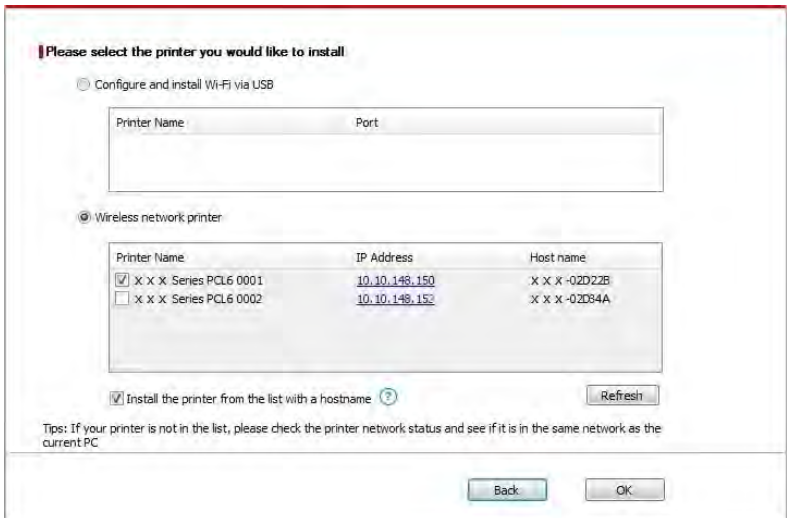 Please select the printer you would like to install
Configure and install Wi-Fi via USB
Printer Name Port
Wireless network printer
Printer Name IP Address Host name
X X X Series PCL6 0001 10.10.148.150 X X X -02D22B
X X X Series PCL6 0002 10.10.148.152 X X X -02D84A
Install the printer from the list with a hostname ? Refresh
Tips: If your printer is not in the list, please check the printer network status and see if it is in the same network as the
current PC
Back OK